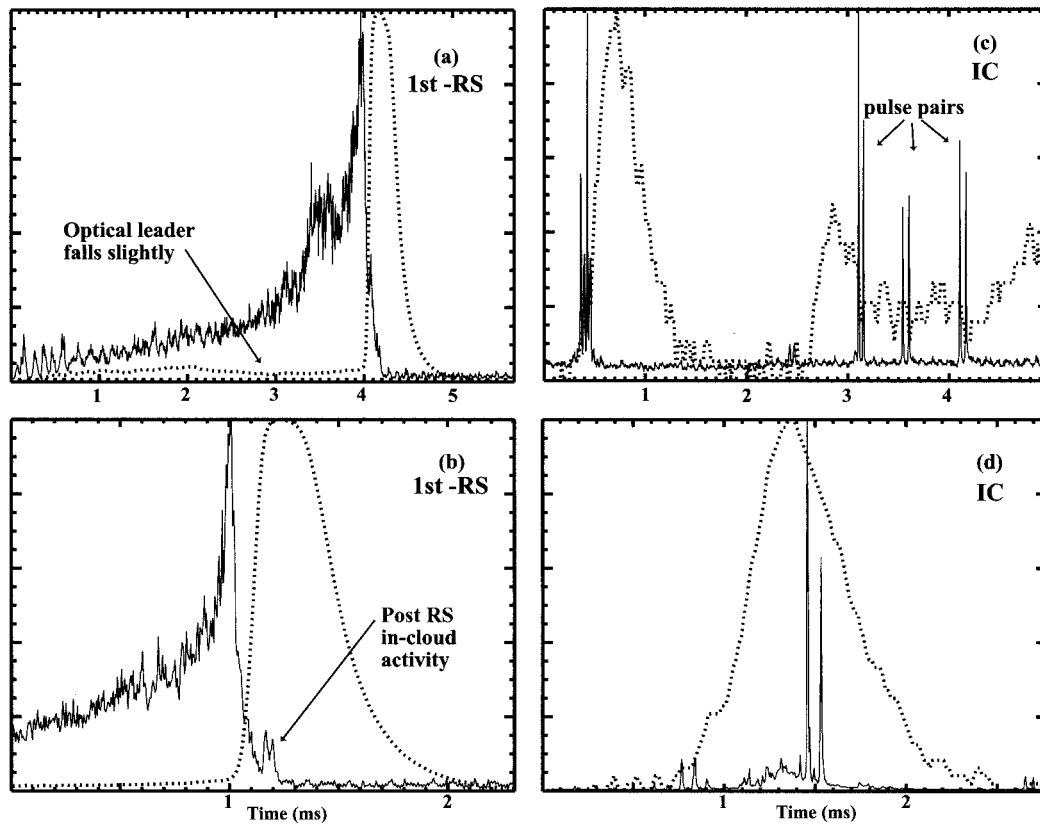 (a)
1st -RS
Optical leader
falls slightly
1 2 3 4 5
(c)
IC
pulse pairs
1 2 3 4
(b)
1st -RS
Post RS
in-cloud
activity
1 2
Time (ms)
(d)
IC
1 2
Time (ms)